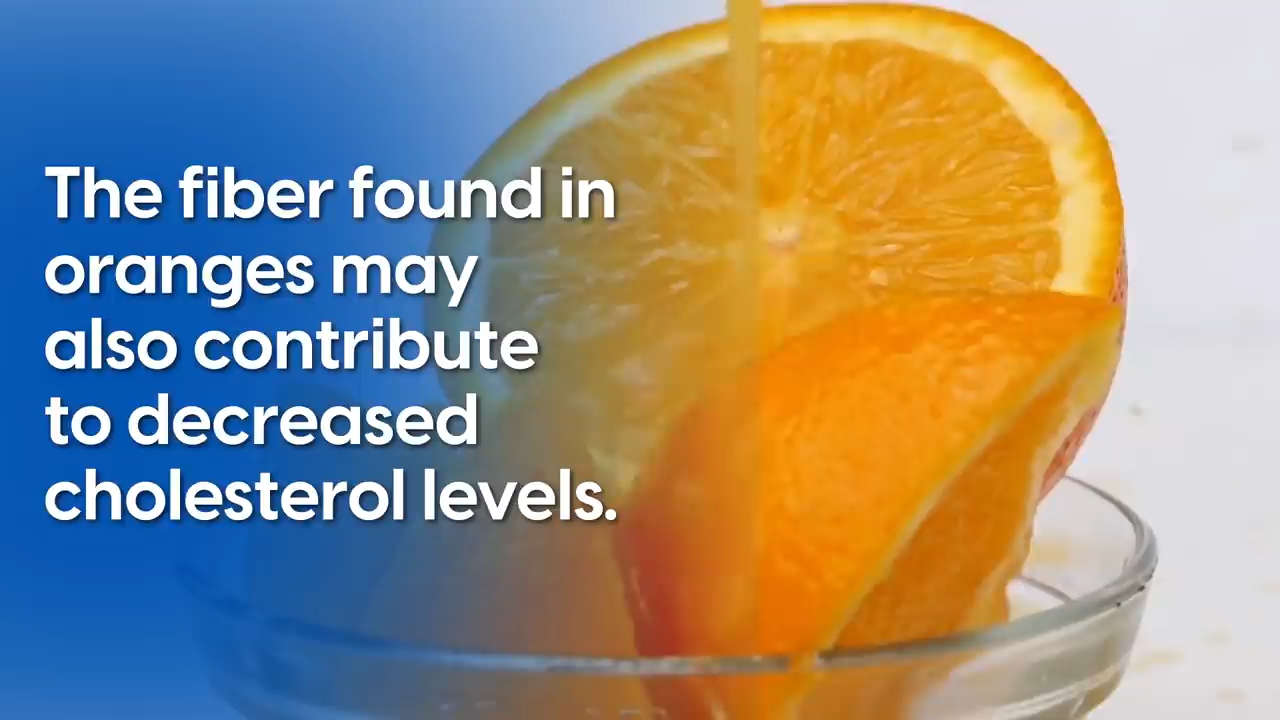 The fiber found in
oranges may
also contribute
to decreased
cholesterol levels.